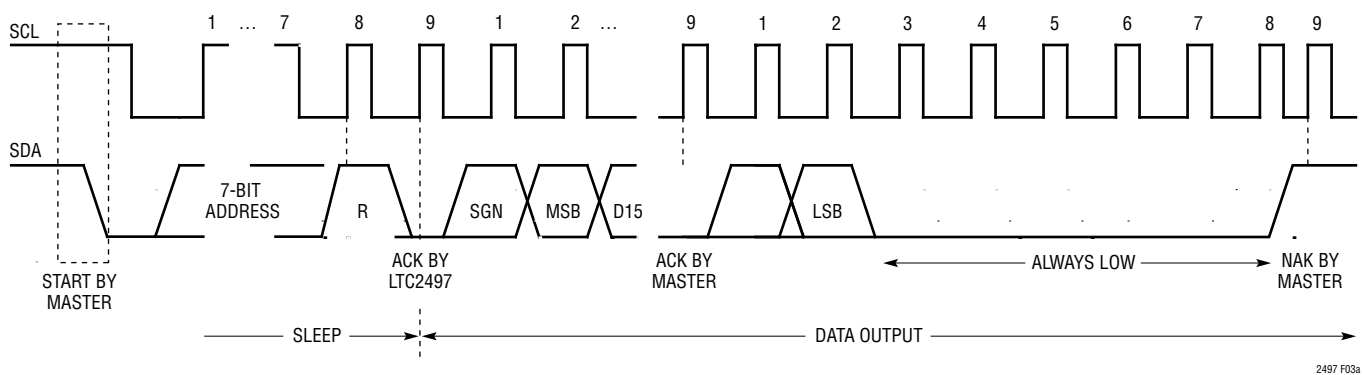 SCL
1 … 7 8 9 1 2 … 9 1 2 3 4 5 6 7 8 9
SDA
7-BIT
ADDRESS
R
SGN
MSB
D15
LSB
START BY
MASTER
ACK BY
LTC2497
ACK BY
MASTER
ALWAYS LOW
NAK BY
MASTER
SLEEP
DATA OUTPUT
2497 F03a